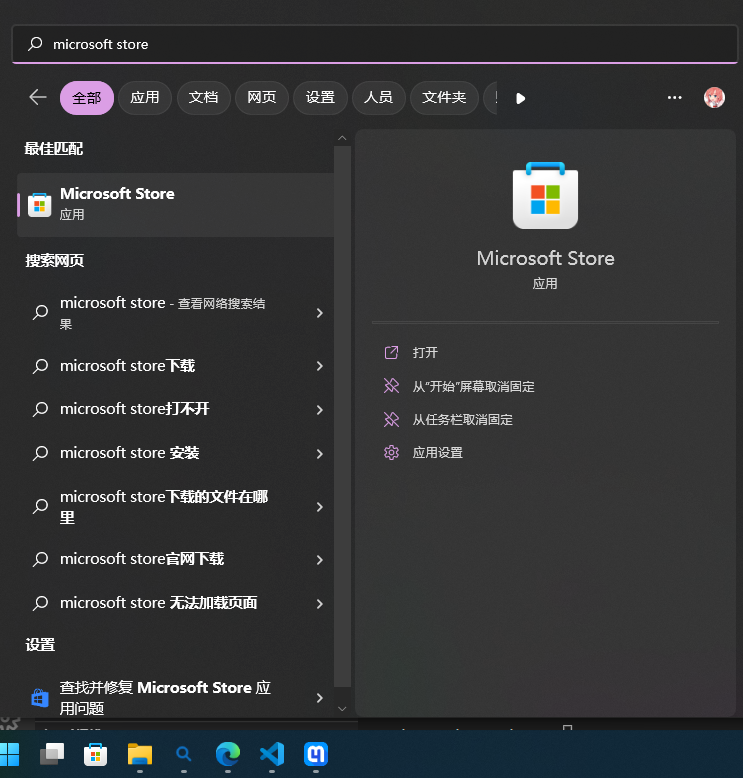 microsoft store
全部 应用 文档 网页 设置 人员 文件夹
最佳匹配
Microsoft Store
应用
搜索网页
microsoft store - 查看网络搜索结
果
microsoft store下载
microsoft store打不开
microsoft store 安装
microsoft store下载的文件在哪
里
microsoft store官网下载
microsoft store 无法加载页面
设置
查找并修复 Microsoft Store 应
用问题
Microsoft Store
应用
打开
从“开始”屏幕取消固定
从任务栏取消固定
应用设置